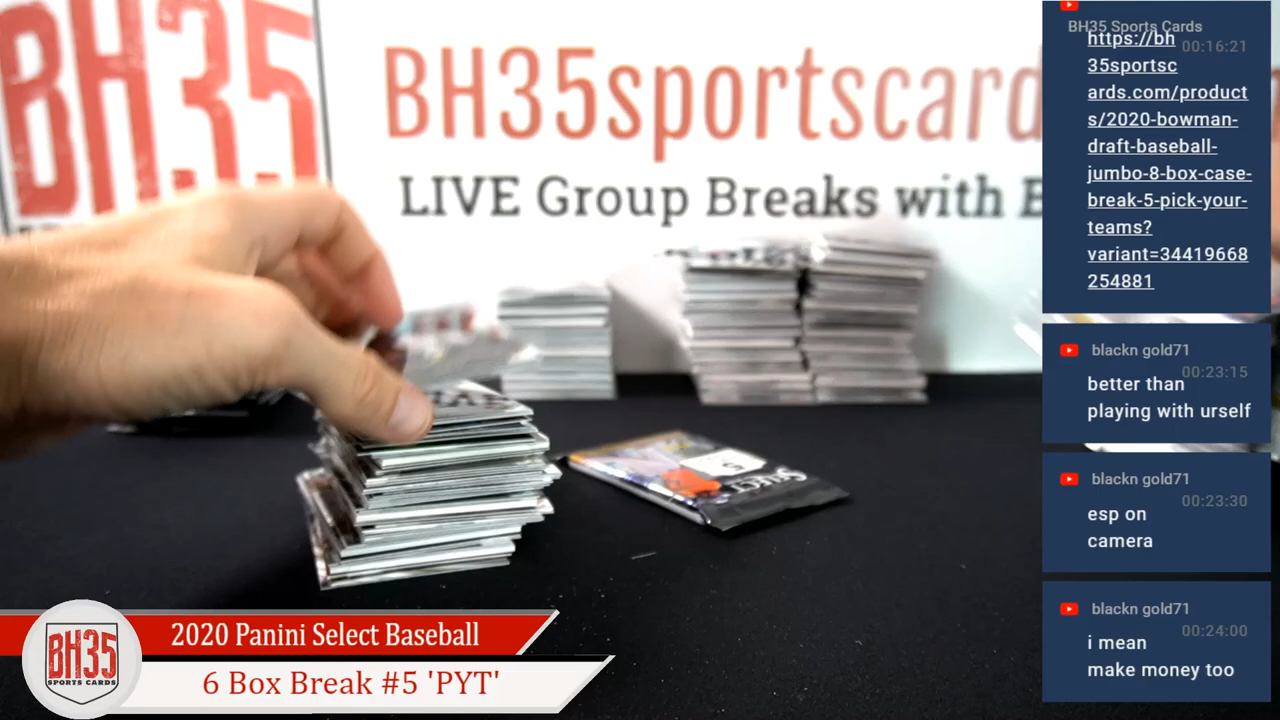 BH35
BH35sportscard
LIVE Group Breaks with
SELECT
BH35 Sports Cards
00:16:21
https://bh
35sportsc
ards.com/product
s/2020-bowman-
draft-baseball-
jumbo-8-box-case-
break-5-pick-your-
teams?
variant=34419668
254881
blackn gold71
00:23:15
better than
playing with urself
blackn gold71
00:23:30
esp on
camera
blackn gold71
00:24:00
i mean
make money too
BH35
SPORTS CARDS
2020 Panini Select Baseball
6 Box Break #5 'PYT'